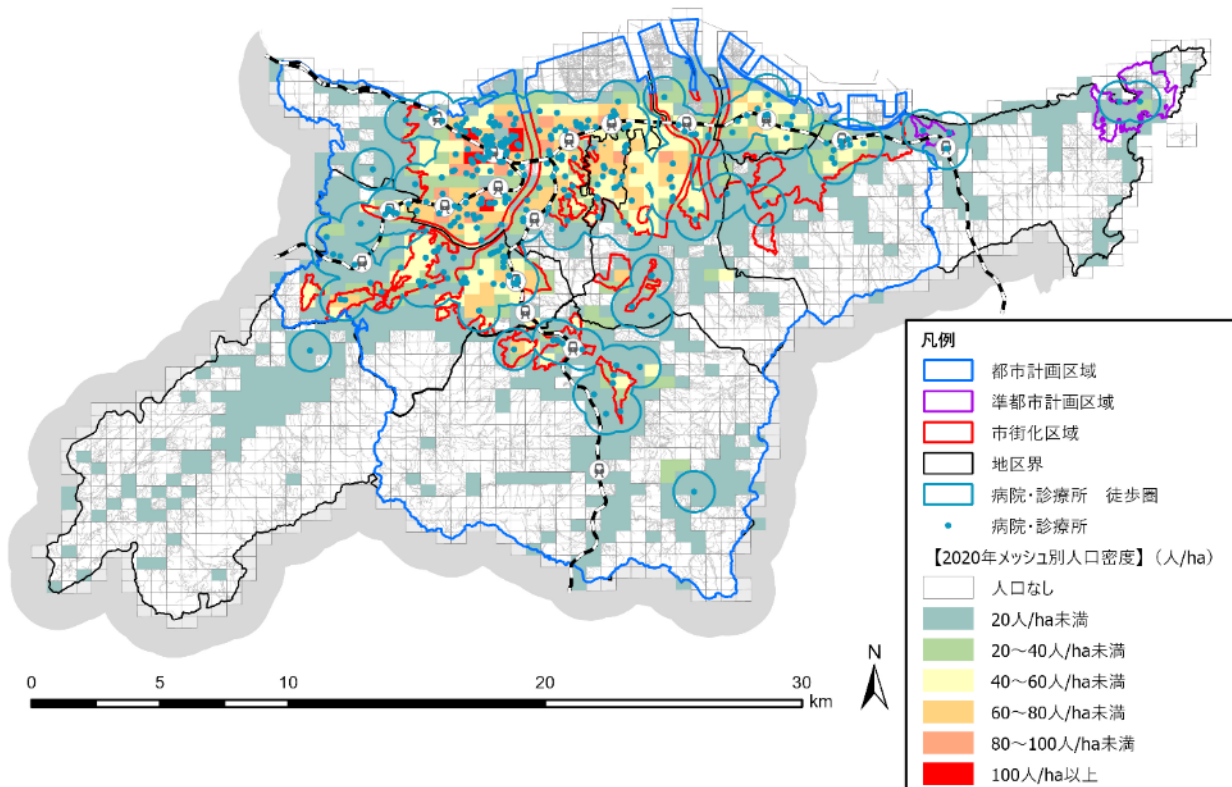 凡例
都市計画区域
準都市計画区域
市街化区域
地区界
病院・診療所　徒歩圏
病院・診療所
【2020年メッシュ別人口密度】（人/ha）
人口なし
20人/ha未満
20～40人/ha未満
40～60人/ha未満
60～80人/ha未満
80～100人/ha未満
100人/ha以上
N
0 5 10 20 30
km